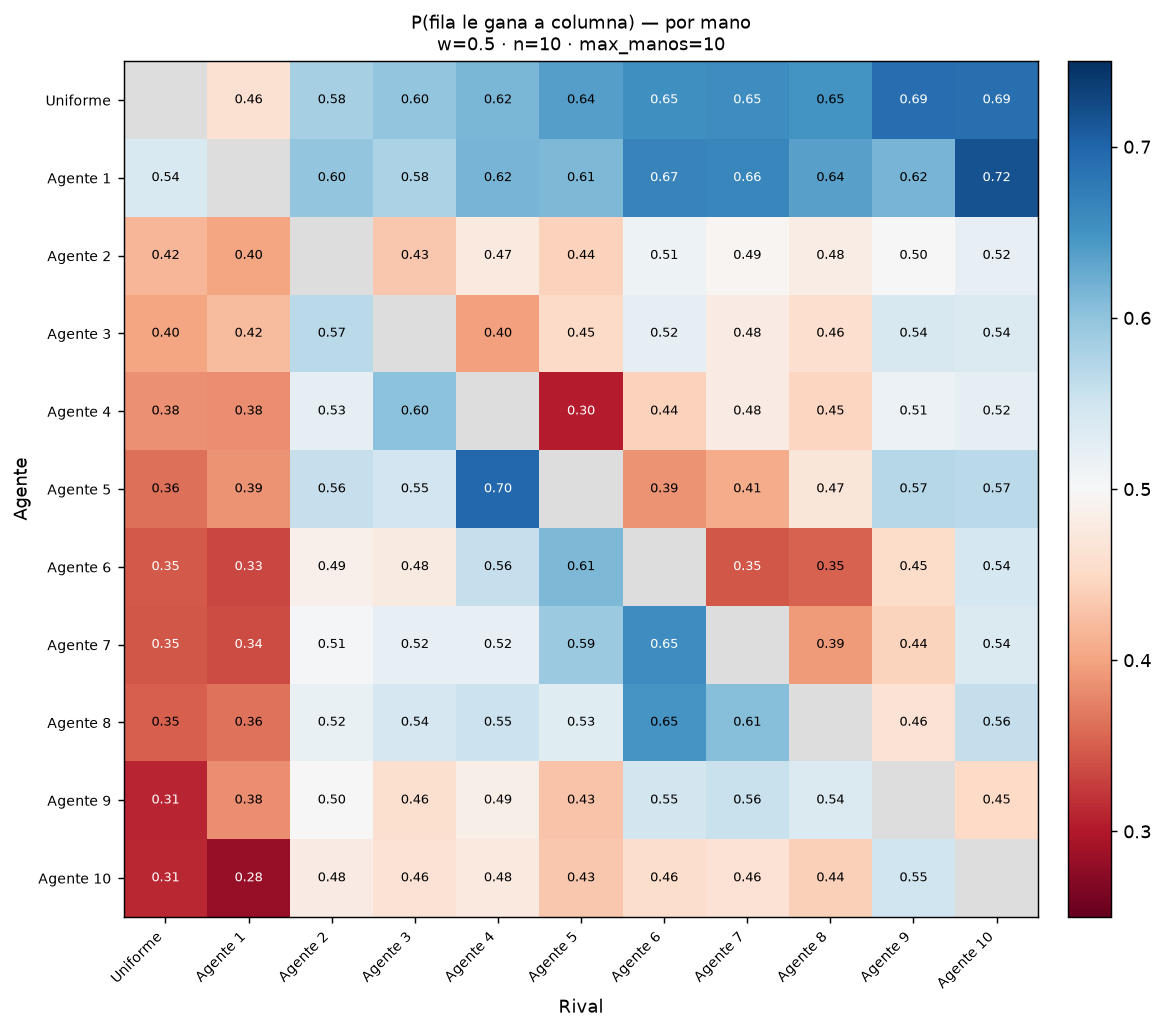 P(fila le gana a columna) — por mano
w=0.5 · n=10 · max_manos=10
Agente
Uniforme 0.46 0.58 0.60 0.62 0.64 0.65 0.65 0.65 0.69 0.69
Agente 1 0.54 0.60 0.58 0.62 0.61 0.67 0.66 0.64 0.62 0.72
Agente 2 0.42 0.40 0.43 0.47 0.44 0.51 0.49 0.48 0.50 0.52
Agente 3 0.40 0.42 0.57 0.40 0.45 0.52 0.48 0.46 0.54 0.54
Agente 4 0.38 0.38 0.53 0.60 0.30 0.44 0.48 0.45 0.51 0.52
Agente 5 0.36 0.39 0.56 0.55 0.70 0.39 0.41 0.47 0.57 0.57
Agente 6 0.35 0.33 0.49 0.48 0.56 0.61 0.35 0.35 0.45 0.54
Agente 7 0.35 0.34 0.51 0.52 0.52 0.59 0.65 0.39 0.44 0.54
Agente 8 0.35 0.36 0.52 0.54 0.55 0.53 0.65 0.61 0.46 0.56
Agente 9 0.31 0.38 0.50 0.46 0.49 0.43 0.55 0.56 0.54 0.45
Agente 10 0.31 0.28 0.48 0.46 0.48 0.43 0.46 0.46 0.44 0.55
Uniforme Agente 1 Agente 2 Agente 3 Agente 4 Agente 5 Agente 6 Agente 7 Agente 8 Agente 9 Agente 10
Rival
0.7
0.6
0.5
0.4
0.3